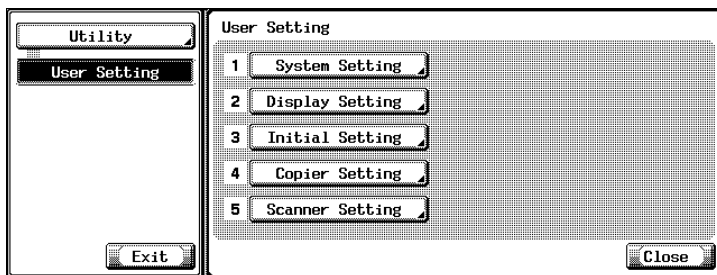 Utility
User Setting
Exit
User Setting
1 System Setting
2 Display Setting
3 Initial Setting
4 Copier Setting
5 Scanner Setting
Close